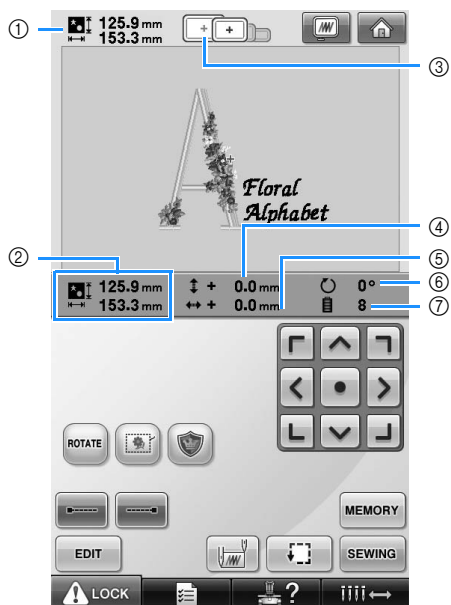 ① 125.9 mm
153.3 mm
③
Floral
Alphabet
④
② ⑤
125.9 mm + 0.0 mm 0° ⑥
153.3 mm + 0.0 mm 8 ⑦
ROTATE
MEMORY
EDIT SEWING
LOCK ?